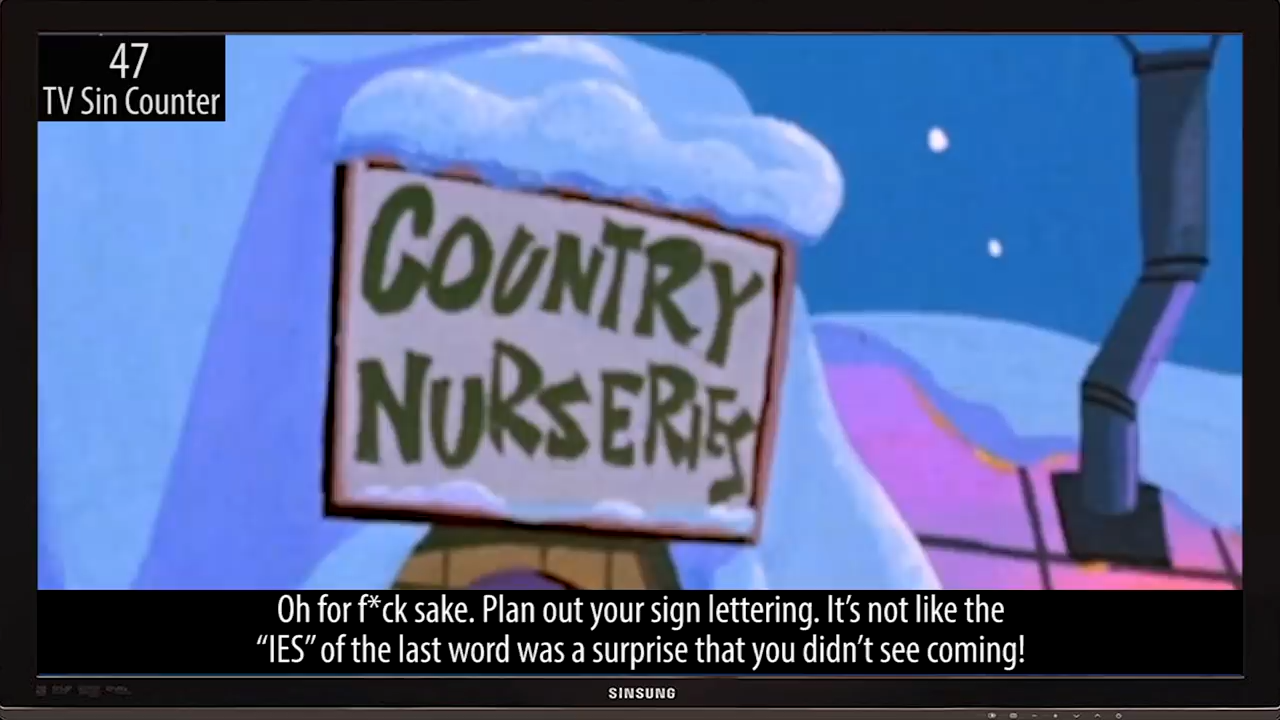 47
TV Sin Counter
COUNTRY
NURSERIES
Oh for f*ck sake. Plan out your sign lettering. It’s not like the
“IES” of the last word was a surprise that you didn’t see coming!
SINSUNG